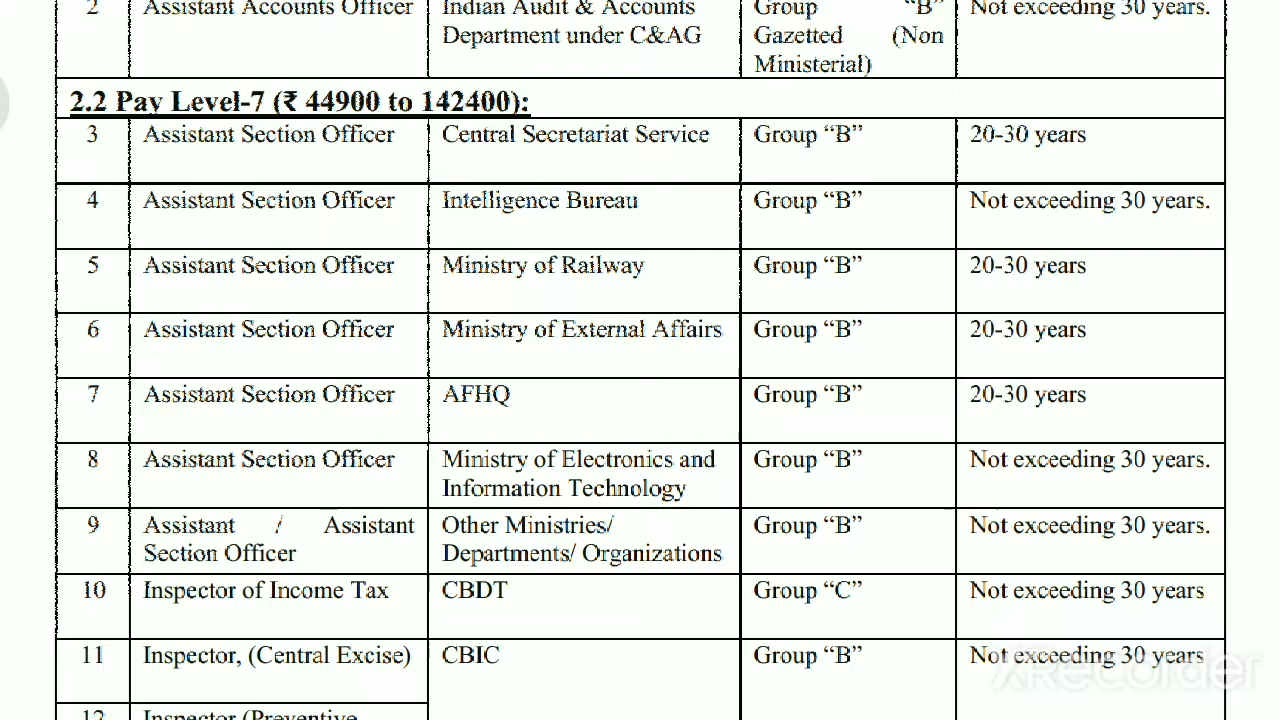 2 Assistant Accounts Officer Indian Audit & Accounts Group "B" Not exceeding 30 years.
Department under C&AG Gazetted (Non
Ministerial)
2.2 Pay Level-7 (₹ 44900 to 142400):
3 Assistant Section Officer Central Secretariat Service Group “B” 20-30 years
4 Assistant Section Officer Intelligence Bureau Group “B” Not exceeding 30 years.
5 Assistant Section Officer Ministry of Railway Group “B” 20-30 years
6 Assistant Section Officer Ministry of External Affairs Group “B” 20-30 years
7 Assistant Section Officer AFHQ Group “B” 20-30 years
8 Assistant Section Officer Ministry of Electronics and Group “B” Not exceeding 30 years.
Information Technology
9 Assistant / Assistant Other Ministries/ Group “B” Not exceeding 30 years.
Section Officer Departments/ Organizations
10 Inspector of Income Tax CBDT Group “C” Not exceeding 30 years
11 Inspector, (Central Excise) CBIC Group “B” Not exceeding 30 years
XRecorder
12 Inspector (Preventive